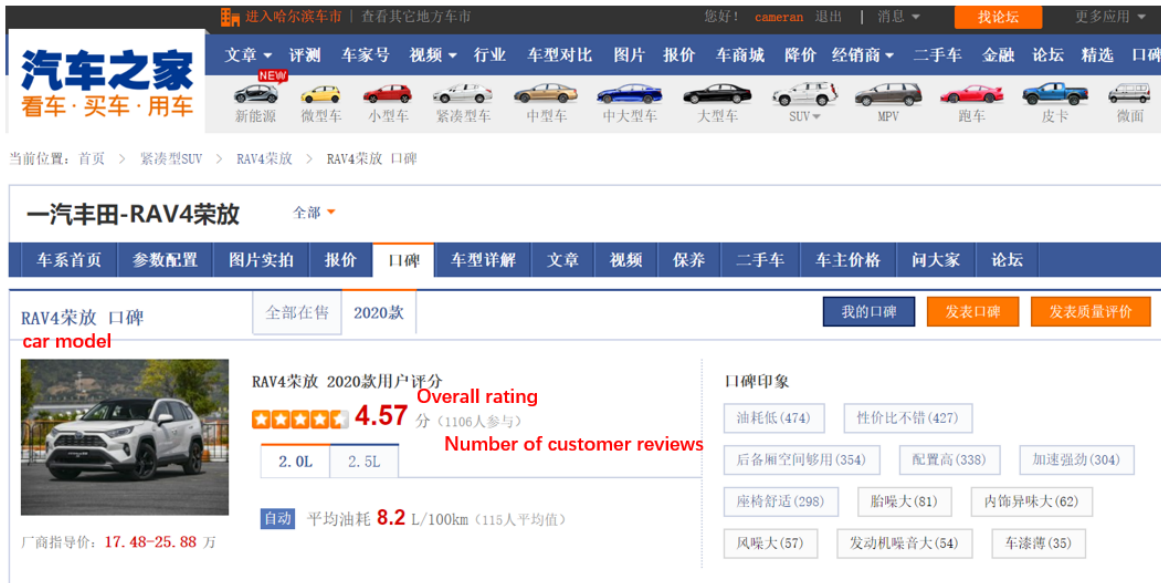 进入哈尔滨车市 | 查看其它地方车市 您好！ cameran 退出 | 消息 找论坛 更多应用
汽车之家
看车·买车·用车
文章 评测 车家号 视频 行业 车型对比 图片 报价 车商城 降价 经销商 二手车 金融 论坛 精选 口碑
NEW
新能源 微型车 小型车 紧凑型车 中型车 中大型车 大型车 SUV MPV 跑车 皮卡 微面
当前位置：首页 > 紧凑型SUV > RAV4荣放 > RAV4荣放 口碑
一汽丰田-RAV4荣放 全部
车系首页 参数配置 图片实拍 报价 口碑 车型详解 文章 视频 保养 二手车 车主价格 问大家 论坛
RAV4荣放 口碑 全部在售 2020款 我的口碑 发表口碑 发表质量评价
car model
RAV4荣放 2020款用户评分
Overall rating
4.57 分（1106人参与）
Number of customer reviews
2.0L 2.5L
自动 平均油耗 8.2 L/100km（115人平均值）
厂商指导价：17.48-25.88 万
口碑印象
油耗低(474) 性价比不错(427)
后备厢空间够用(354) 配置高(338) 加速强劲(304)
座椅舒适(298) 胎噪大(81) 内饰异味大(62)
风噪大(57) 发动机噪音大(54) 车漆薄(35)